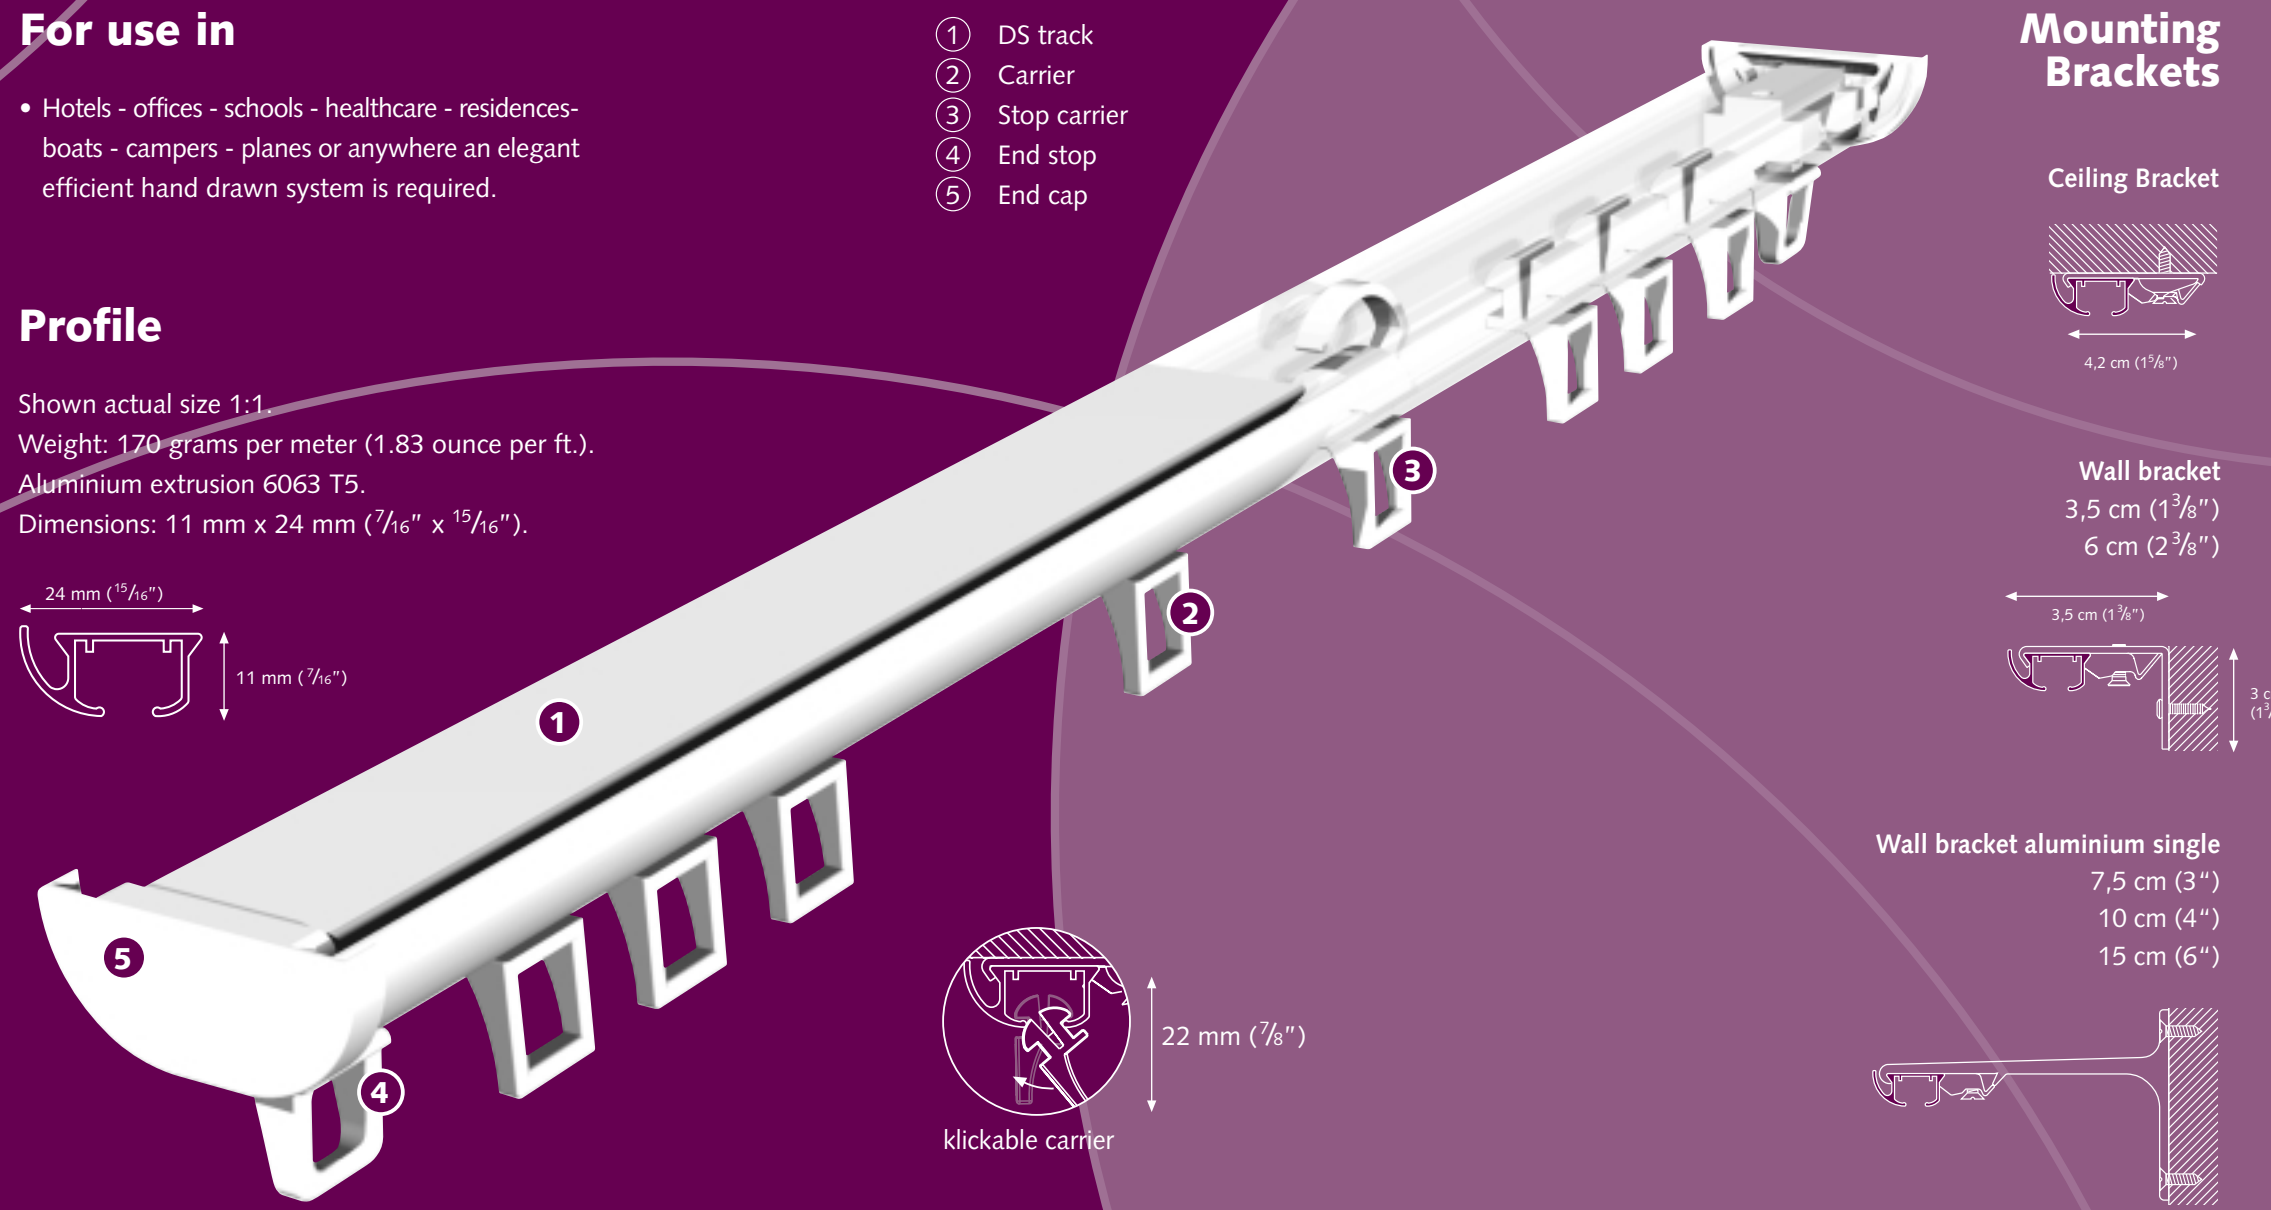 For use in
• Hotels - offices - schools - healthcare - residences-
boats - campers - planes or anywhere an elegant
efficient hand drawn system is required.
Profile
Shown actual size 1:1.
Weight: 170 grams per meter (1.83 ounce per ft.).
Aluminium extrusion 6063 T5.
Dimensions: 11 mm x 24 mm (7/16” x 15/16”).
24 mm (15/16”)
11 mm (7/16”)
1 DS track
2 Carrier
3 Stop carrier
4 End stop
5 End cap
1
2
3
4
5
22 mm (7/8”)
klickable carrier
Mounting
Brackets
Ceiling Bracket
4,2 cm (15/8”)
Wall bracket
3,5 cm (13/8”)
6 cm (23/8”)
3,5 cm (13/8”)
3 c
(13/
Wall bracket aluminium single
7,5 cm (3“)
10 cm (4“)
15 cm (6“)